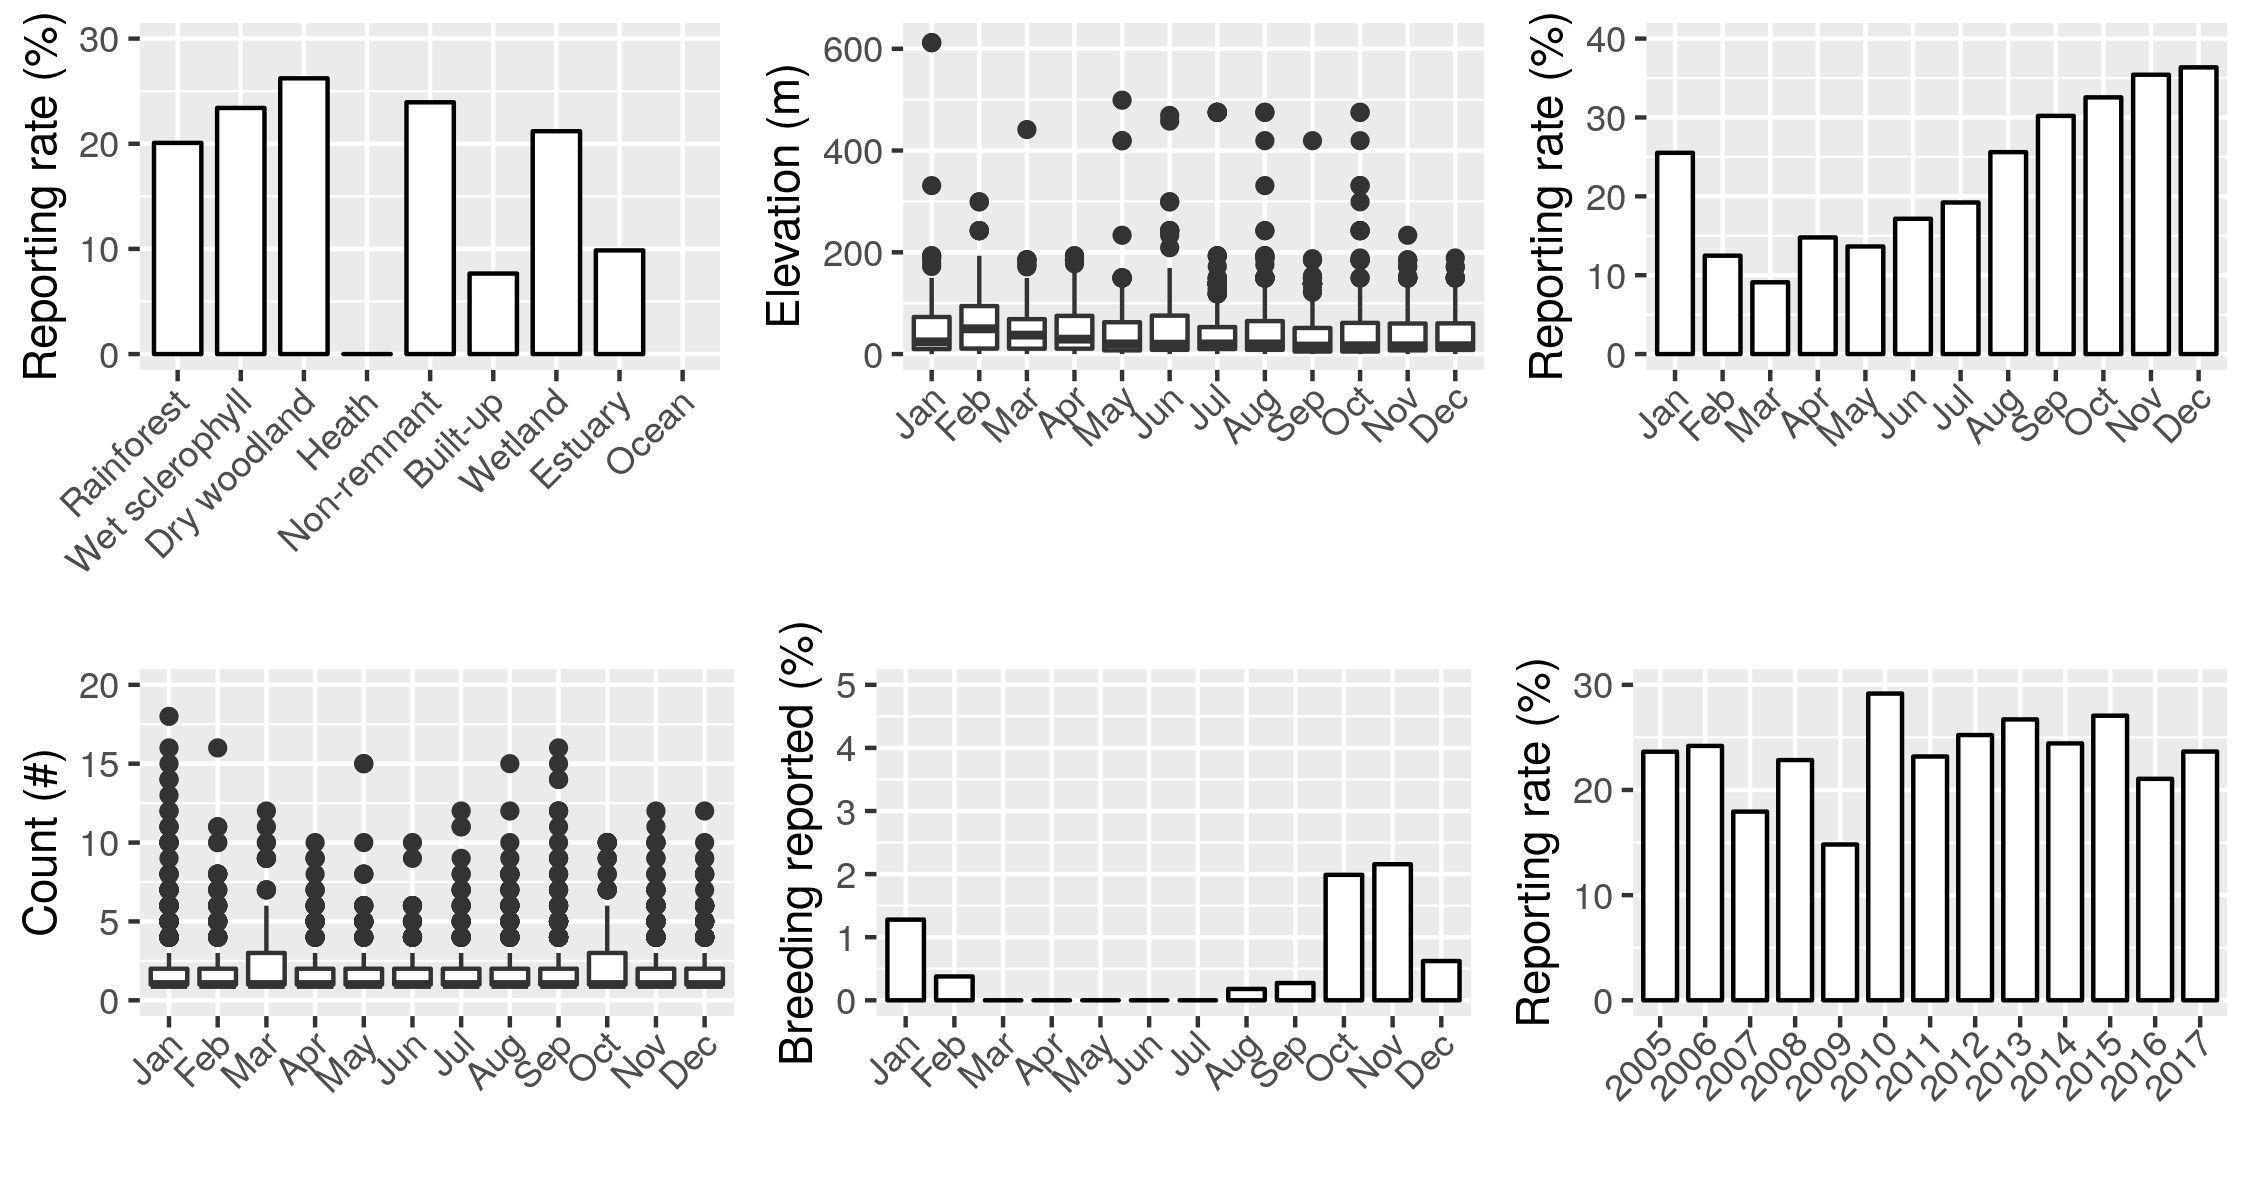 Reporting rate (%)
30
20
10
0
Rainforest
Wet sclerophyll
Dry woodland
Heath
Non-remnant
Built-up
Wetland
Estuary
Ocean
Elevation (m)
600
400
200
0
Jan
Feb
Mar
Apr
May
Jun
Jul
Aug
Sep
Oct
Nov
Dec
Reporting rate (%)
40
30
20
10
0
Jan
Feb
Mar
Apr
May
Jun
Jul
Aug
Sep
Oct
Nov
Dec
Count (#)
20
15
10
5
0
Jan
Feb
Mar
Apr
May
Jun
Jul
Aug
Sep
Oct
Nov
Dec
Breeding reported (%)
5
4
3
2
1
0
Jan
Feb
Mar
Apr
May
Jun
Jul
Aug
Sep
Oct
Nov
Dec
Reporting rate (%)
30
20
10
0
2005
2006
2007
2008
2009
2010
2011
2012
2013
2014
2015
2016
2017